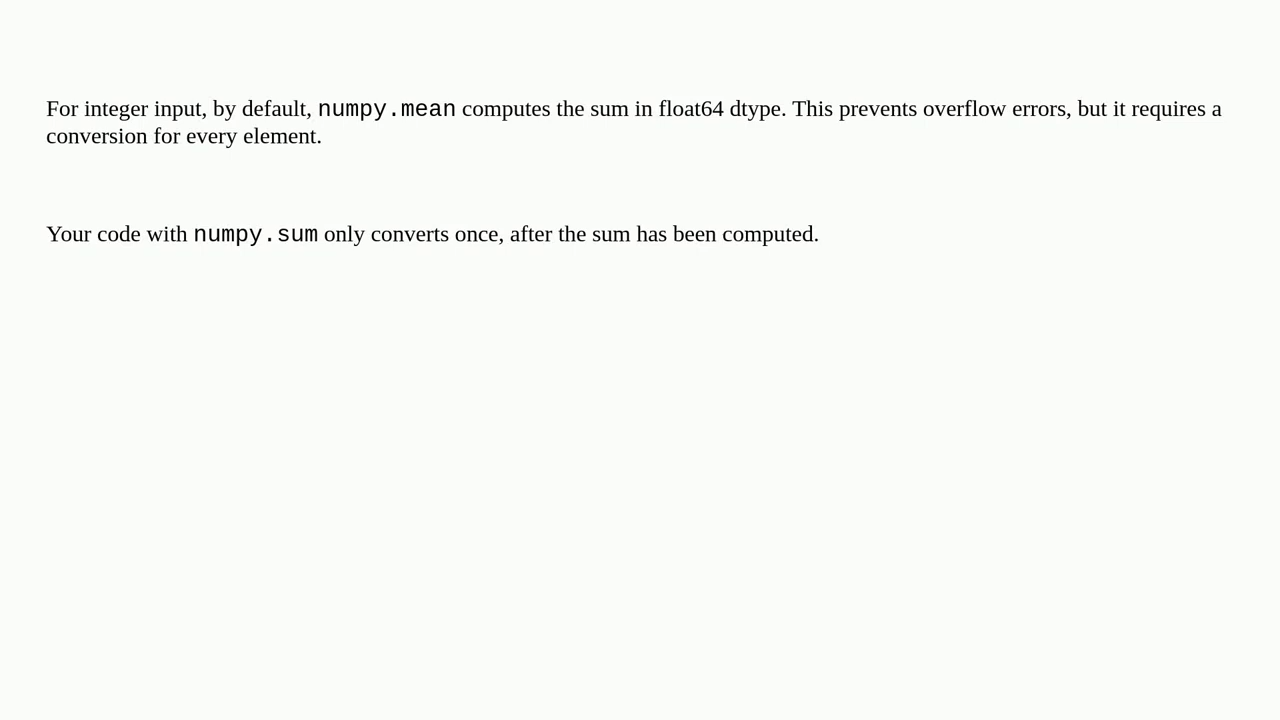 For integer input, by default, numpy.mean computes the sum in float64 dtype. This prevents overflow errors, but it requires a
conversion for every element.
Your code with numpy.sum only converts once, after the sum has been computed.